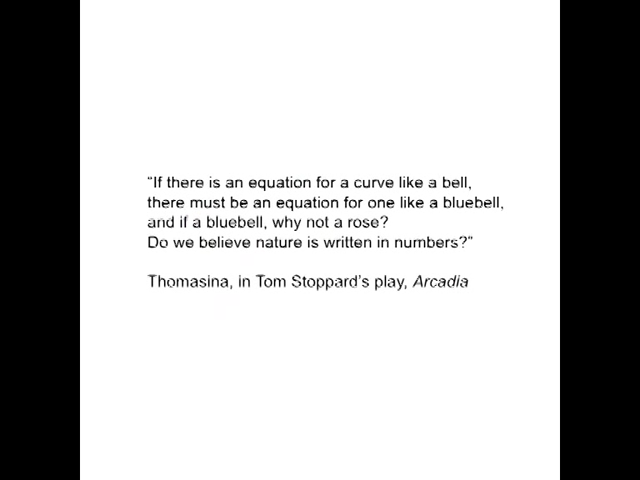 “If there is an equation for a curve like a bell,
there must be an equation for one like a bluebell,
and if a bluebell, why not a rose?
Do we believe nature is written in numbers?”
Thomasina, in Tom Stoppard’s play, Arcadia